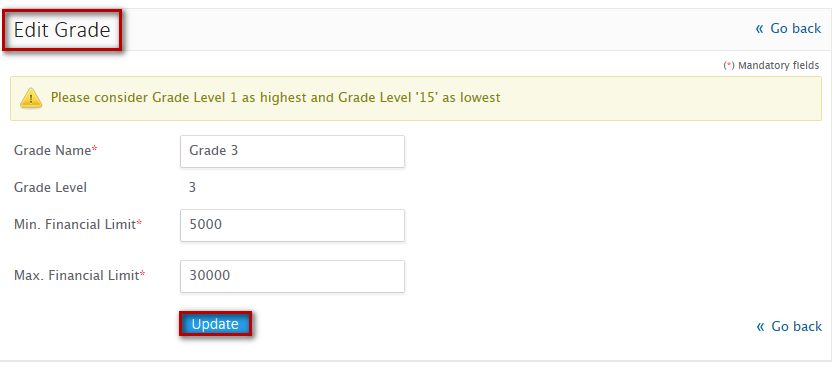 Edit Grade
« Go back
(*) Mandatory fields
Please consider Grade Level 1 as highest and Grade Level '15' as lowest
Grade Name* Grade 3
Grade Level 3
Min. Financial Limit* 5000
Max. Financial Limit* 30000
Update
« Go back